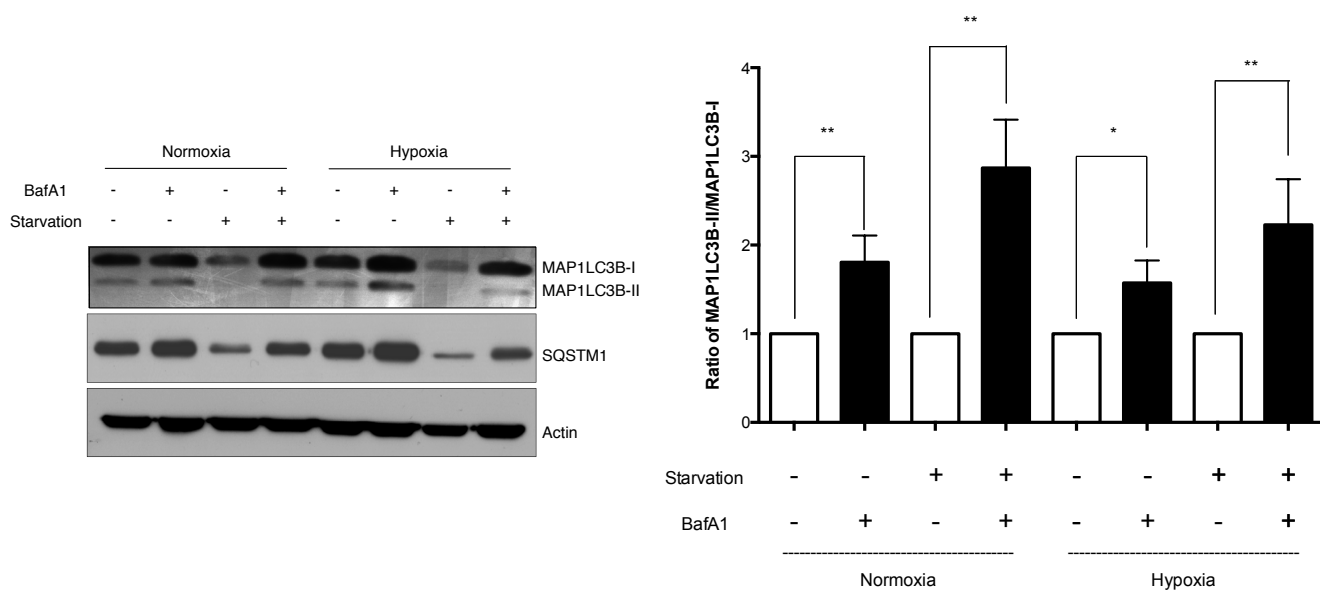 Normoxia Hypoxia
BafA1 - + - + - + - +
Starvation - - + + - - + +
MAP1LC3B-I
MAP1LC3B-II
SQSTM1
Actin
Ratio of MAP1LC3B-II/MAP1LC3B-I
4
3
2
1
0
**
**
*
**
Starvation - - + + - - + +
BafA1 - + - + - + - +
Normoxia Hypoxia